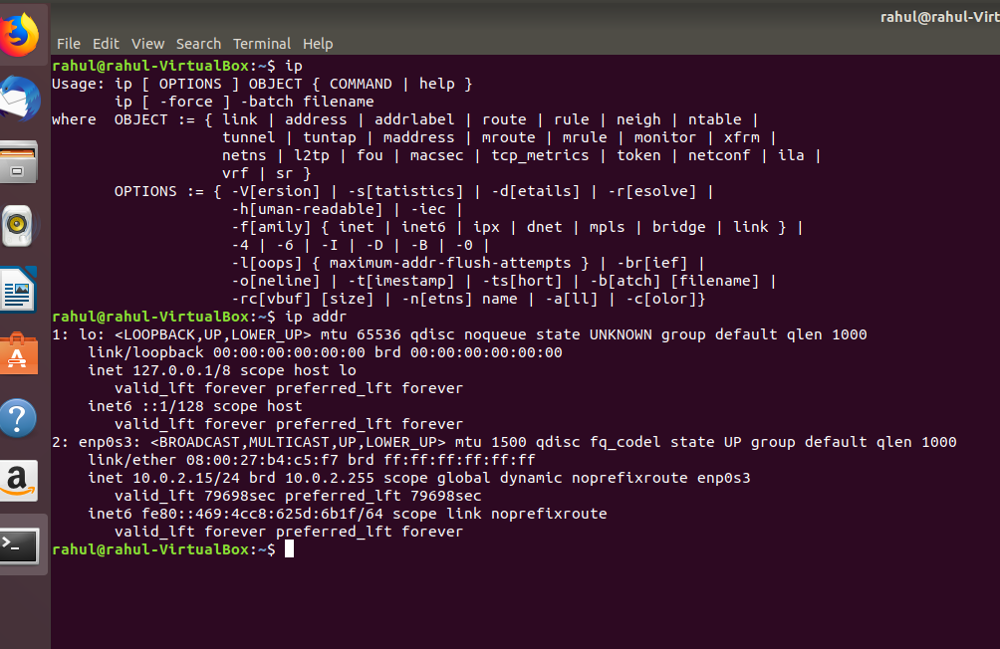 rahul@rahul-Virt
File Edit View Search Terminal Help
rahul@rahul-VirtualBox:~$ ip
Usage: ip [ OPTIONS ] OBJECT { COMMAND | help }
       ip [ -force ] -batch filename
where  OBJECT := { link | address | addrlabel | route | rule | neigh | ntable |
                   tunnel | tuntap | maddress | mroute | mrule | monitor | xfrm |
                   netns | l2tp | fou | macsec | tcp_metrics | token | netconf | ila |
                   vrf | sr }
       OPTIONS := { -V[ersion] | -s[tatistics] | -d[etails] | -r[esolve] |
                    -h[uman-readable] | -iec |
                    -f[amily] { inet | inet6 | ipx | dnet | mpls | bridge | link } |
                    -4 | -6 | -I | -D | -B | -0 |
                    -l[oops] { maximum-addr-flush-attempts } | -br[ief] |
                    -o[neline] | -t[imestamp] | -ts[hort] | -b[atch] [filename] |
                    -rc[vbuf] [size] | -n[etns] name | -a[ll] | -c[olor]}
rahul@rahul-VirtualBox:~$ ip addr
1: lo: <LOOPBACK,UP,LOWER_UP> mtu 65536 qdisc noqueue state UNKNOWN group default qlen 1000
    link/loopback 00:00:00:00:00:00 brd 00:00:00:00:00:00
    inet 127.0.0.1/8 scope host lo
       valid_lft forever preferred_lft forever
    inet6 ::1/128 scope host
       valid_lft forever preferred_lft forever
2: enp0s3: <BROADCAST,MULTICAST,UP,LOWER_UP> mtu 1500 qdisc fq_codel state UP group default qlen 1000
    link/ether 08:00:27:b4:c5:f7 brd ff:ff:ff:ff:ff:ff
    inet 10.0.2.15/24 brd 10.0.2.255 scope global dynamic noprefixroute enp0s3
       valid_lft 79698sec preferred_lft 79698sec
    inet6 fe80::469:4cc8:625d:6b1f/64 scope link noprefixroute
       valid_lft forever preferred_lft forever
rahul@rahul-VirtualBox:~$